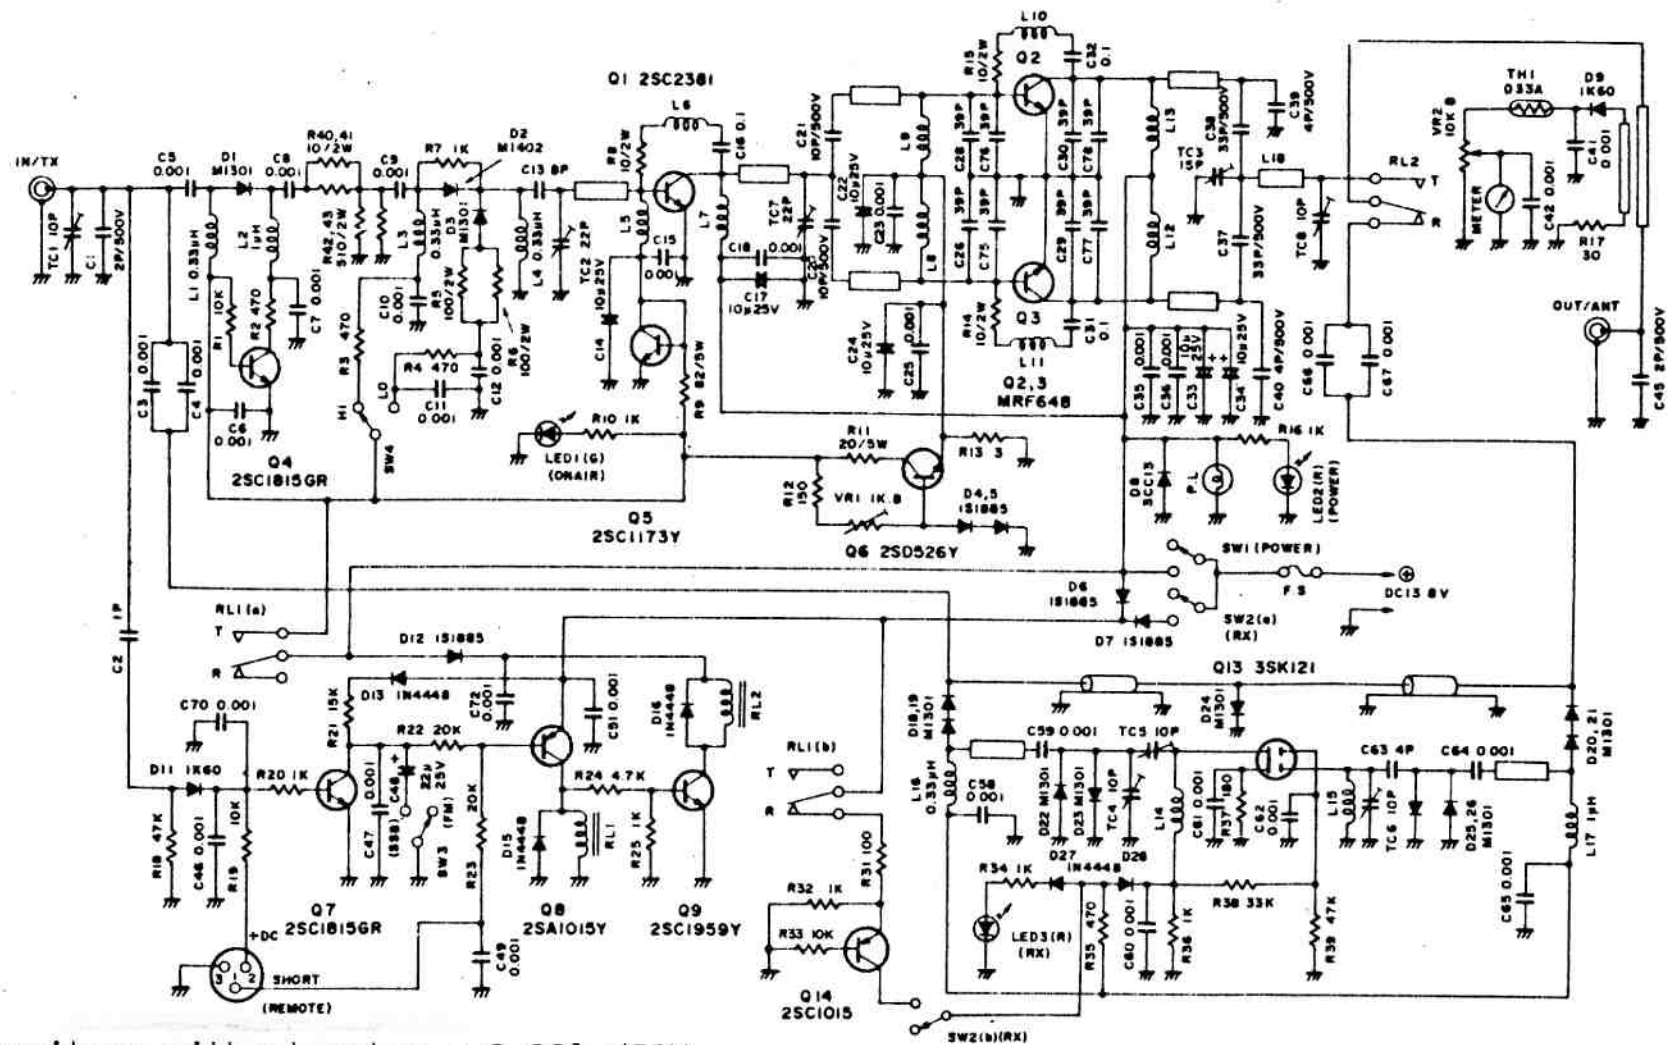 IN/TX
TC1 10P
C1 2P/500V
C5 0.001
D1 M1301
C8 0.001
R40,41 10/2W
R42,43 510/2W
C9 0.001
R7 1K
D2 M1402
C13 8P
L1 0.33μH
L2 1μH
R1 10K
R2 470
C7 0.001
C6 0.001
C3 0.001
C4 0.001
Q4
2SC1815GR
L3 0.33μH
C10 0.001
R3 470
D3 M1301
R5 100/2W
R6 100/2W
R4 470
C11 0.001
C12 0.001
HI
LO
SW4
L4 0.33μH
TC2 22P
Q1 2SC2381
L6
R8 10/2W
C16 0.1
L5
L7
C15 0.001
C14 10μ25V
C18 0.001
C17 10μ25V
TC7 22P
R9 82/5W
R10 1K
LED1(G)
(ONAIR)
Q5
2SC1173Y
C21 10P/500V
C22 10μ25V
C23 0.001
10P/500V
L9
L8
C24 10μ25V
C25 0.001
L10
R15 10/2W
Q2
C32 0.1
C28 39P
C76 39P
C30 39P
C78 39P
C26 39P
C75 39P
C29 39P
C77 39P
R14 10/2W
Q3
C31 0.1
L11
Q2,3
MRF648
L13
L12
C38 33P/500V
C39 4P/500V
TC3 15P
C37 33P/500V
L18
TC8 10P
C35 0.001
C36 0.001
C33 10μ 25V
C34 10μ25V
C40 4P/500V
RL2
T
R
VR2 10K B
TH1
033A
D9
1K60
METER
C42 0.001
C41 0.001
R17
30
OUT/ANT
C45 2P/500V
C66 0.001
C67 0.001
R11
20/5W
R12 150
VR1 1K.B
R13 3
D4,5
1S1885
Q6 2SD526Y
D8 3CC13
P.L
R16 1K
LED2(R)
(POWER)
SW1(POWER)
D6
1S1885
D7 1S1885
SW2(a)
(RX)
F.S
DC13.8V
C2 1P
RL1(a)
T
R
D12 1S1885
D13 1N4448
C72 0.001
C51 0.001
D16 1N4448
RL2
C70 0.001
R21 15K
R22 20K
D11 1K60
R20 1K
R18 47K
C46 0.001
R19 10K
C47 0.001
C48 22μ 25V
(SSB)
(FM)
SW3
R23 20K
R24 4.7K
D15 1N4448
RL1
R25 1K
Q7
2SC1815GR
Q8
2SA1015Y
Q9
2SC1959Y
C49 0.001
+DC
3 1 2
SHORT
(REMOTE)
RL1(b)
T
R
R31 100
R32 1K
R33 10K
Q14
2SC1015
SW2(b)(RX)
Q13 3SK121
D18,19 M1301
D24 M1301
D20,21 M1301
L16 0.33μH
C58 0.001
C59 0.001
D22 M1301
D23 M1301
TC4 10P
TC5 10P
L14
C61 0.001
R37 180
C62 0.001
L15
TC6 10P
C63 4P
D25,26 M1301
C64 0.001
L17 1μH
C65 0.001
R34 1K
D27
1N4448
D28
LED3(R)
(RX)
R35 470
C60 0.001
R36 1K
R38 33K
R39 47K